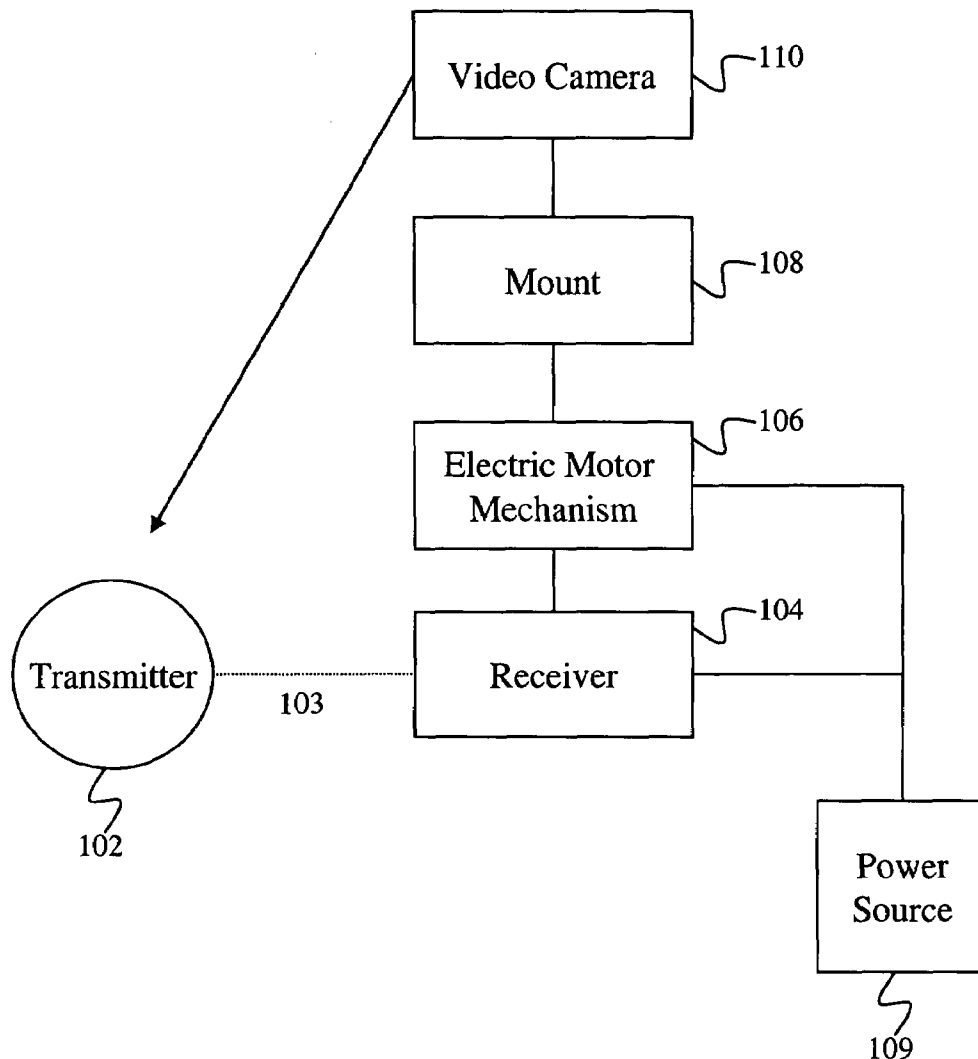 Video Camera
110
Mount
108
Electric Motor
Mechanism
106
Receiver
104
Transmitter
103
102
Power
Source
109